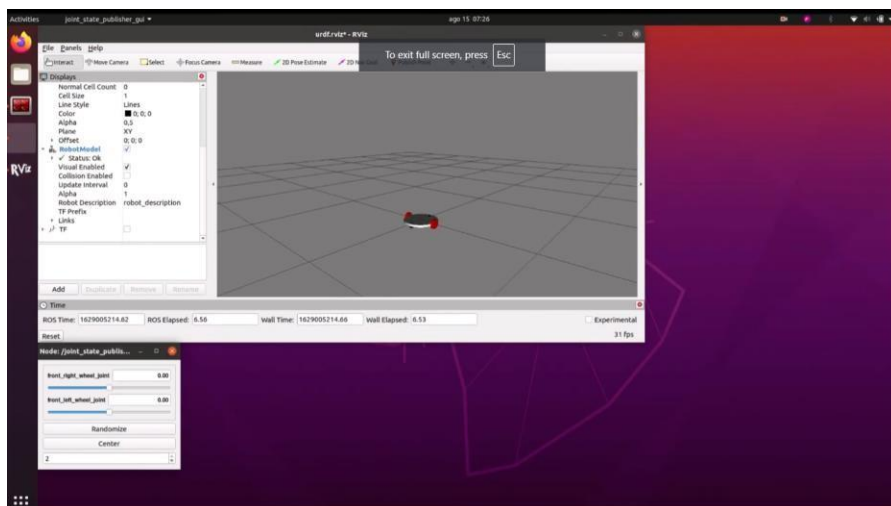 Activities
joint_state_publisher_gui
ago 15 07:26
urdf.rviz* - RViz
To exit full screen, press Esc
File Panels Help
Interact Move Camera Select Focus Camera Measure 2D Pose Estimate
Displays
Normal Cell Count 0
Cell Size 1
Line Style Lines
Color 0; 0; 0
Alpha 0,5
Plane XY
Offset 0; 0; 0
RobotModel
Status: Ok
Visual Enabled
Collision Enabled
Update Interval 0
Alpha 1
Robot Description robot_description
TF Prefix
Links
TF
RViz
Add Duplicate Remove Rename
Time
ROS Time: 1629005214.62 ROS Elapsed: 6.56 Wall Time: 1629005214.66 Wall Elapsed: 6.53 Experimental
Reset 31 fps
Node: /joint_state_publis...
front_right_wheel_joint 0.00
front_left_wheel_joint 0.00
Randomize
Center
2